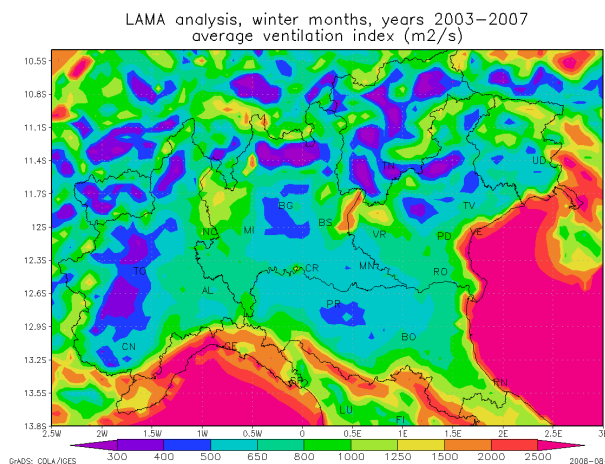 LAMA analysis, winter months, years 2003-2007
average ventilation index (m2/s)
10.5S
10.8S
11.1S
11.4S
11.7S
12S
12.3S
12.6S
12.9S
13.2S
13.5S
13.8S
UD
BG
TV
BS
NO
MI
VR
PD
VE
TO
CR
MN
RO
AL
PR
BO
CN
GE
RN
LU
FI
2.5W
2W
1.5W
1W
0.5W
0
0.5E
1E
1.5E
2E
2.5E
3E
300
400
500
650
800
1000
1250
1500
2000
2500
GrADS: COLA/IGES
2008-08